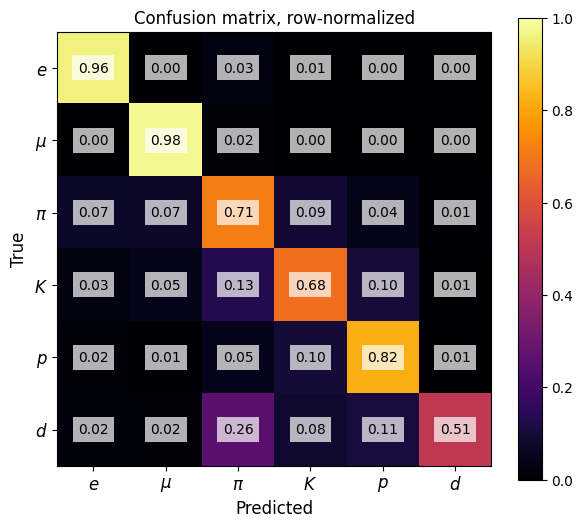 Confusion matrix, row-normalized
True
e 0.96 0.00 0.03 0.01 0.00 0.00
μ 0.00 0.98 0.02 0.00 0.00 0.00
π 0.07 0.07 0.71 0.09 0.04 0.01
K 0.03 0.05 0.13 0.68 0.10 0.01
p 0.02 0.01 0.05 0.10 0.82 0.01
d 0.02 0.02 0.26 0.08 0.11 0.51
e μ π K p d
Predicted
1.0
0.8
0.6
0.4
0.2
0.0